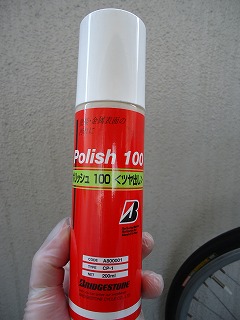 Polish 100
ポリッシュ 100 <ツヤ出し>
B
CODE A800001
TYPE CP-1
NET 200ml
BRIDGESTONE